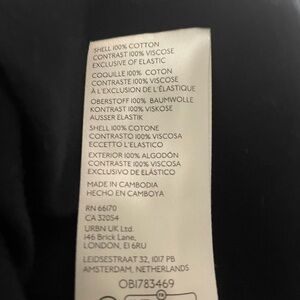 SHELL 100% COTTON
CONTRAST 100% VISCOSE
EXCLUSIVE OF ELASTIC
COQUILLE 100% COTON
CONTRASTE 100% VISCOSE
À L'EXCLUSION DE L'ÉLASTIQUE
OBERSTOFF 100% BAUMWOLLE
KONTRAST 100% VISKOSE
AUSSER ELASTIK
SHELL 100% COTONE
CONTRASTO 100% VISCOSA
ECCETTO L'ELASTICO
EXTERIOR 100% ALGODÓN
CONTRASTE 100% VISCOSA
EXCLUSIVO DE ELÁSTICO
MADE IN CAMBODIA
HECHO EN CAMBOYA
RN 66170
CA 32054
URBN UK Ltd.
146 Brick Lane,
LONDON, E1 6RU
LEIDSESTRAAT 32, 1017 PB
AMSTERDAM, NETHERLANDS
OB1783469